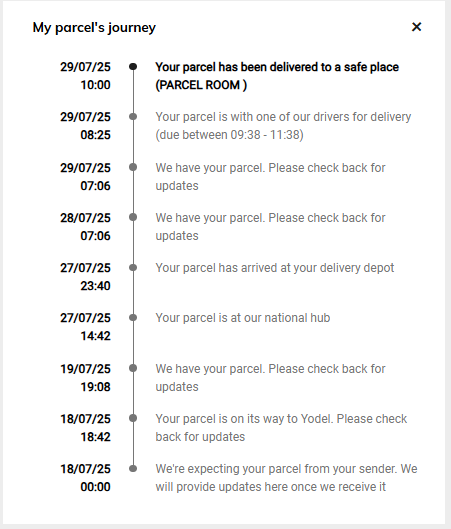 My parcel's journey ×
29/07/25 Your parcel has been delivered to a safe place
10:00 (PARCEL ROOM )
29/07/25 Your parcel is with one of our drivers for delivery
08:25 (due between 09:38 - 11:38)
29/07/25 We have your parcel. Please check back for
07:06 updates
28/07/25 We have your parcel. Please check back for
07:06 updates
27/07/25 Your parcel has arrived at your delivery depot
23:40
27/07/25 Your parcel is at our national hub
14:42
19/07/25 We have your parcel. Please check back for
19:08 updates
18/07/25 Your parcel is on its way to Yodel. Please check
18:42 back for updates
18/07/25 We're expecting your parcel from your sender. We
00:00 will provide updates here once we receive it